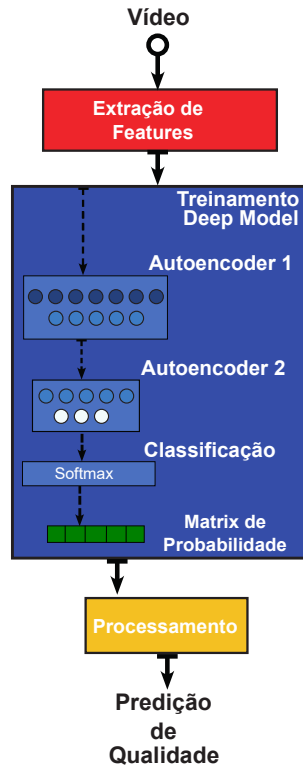 Vídeo
Extração de
Features
Treinamento
Deep Model
Autoencoder 1
Autoencoder 2
Classificação
Softmax
Matrix de
Probabilidade
Processamento
Predição
de
Qualidade